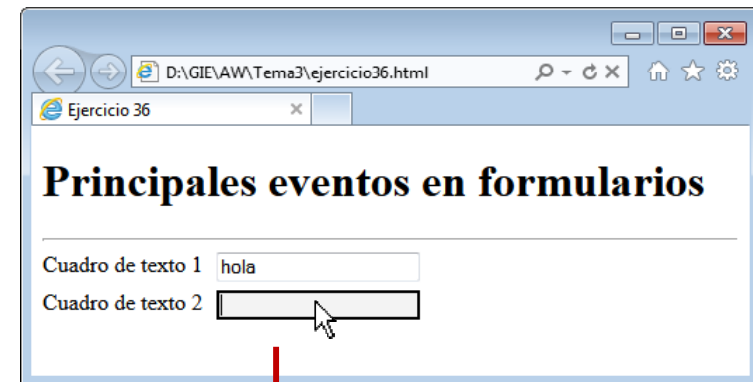 D:\GIE\AW\Tema3\ejercicio36.html
Ejercicio 36
Principales eventos en formularios
Cuadro de texto 1 hola
Cuadro de texto 2